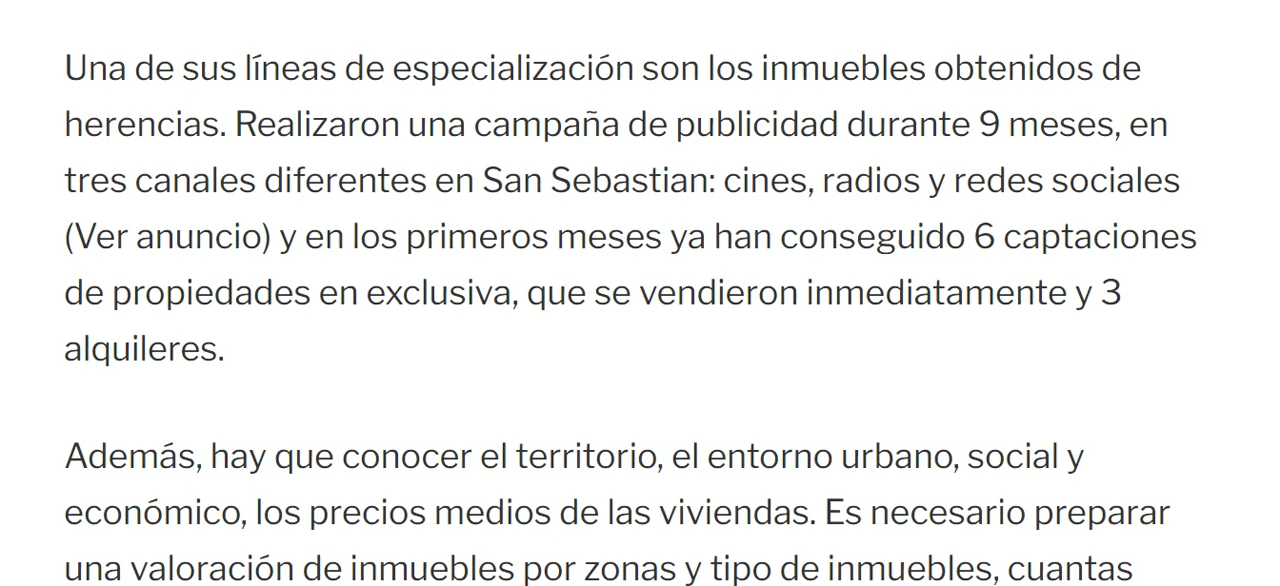 Una de sus líneas de especialización son los inmuebles obtenidos de
herencias. Realizaron una campaña de publicidad durante 9 meses, en
tres canales diferentes en San Sebastian: cines, radios y redes sociales
(Ver anuncio) y en los primeros meses ya han conseguido 6 captaciones
de propiedades en exclusiva, que se vendieron inmediatamente y 3
alquileres.
Además, hay que conocer el territorio, el entorno urbano, social y
económico, los precios medios de las viviendas. Es necesario preparar
una valoración de inmuebles por zonas y tipo de inmuebles, cuantas